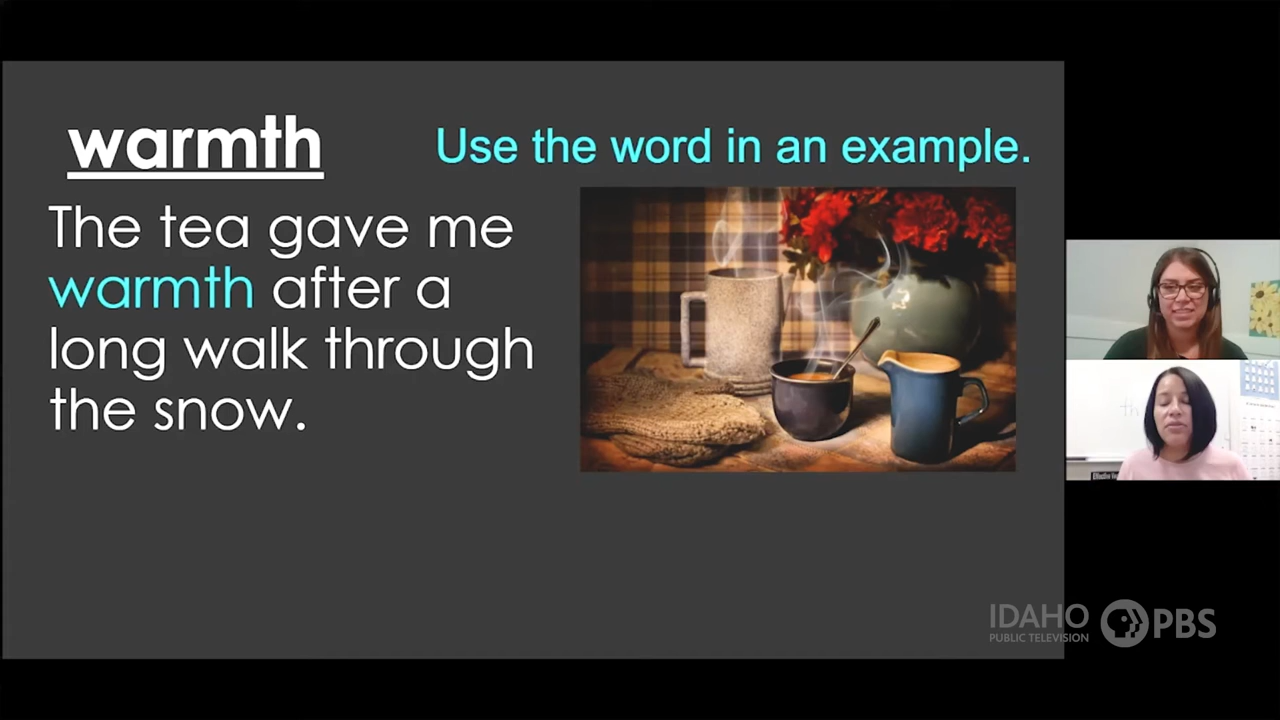 warmth
Use the word in an example.
The tea gave me
warmth after a
long walk through
the snow.
IDAHO
PUBLIC TELEVISION
PBS